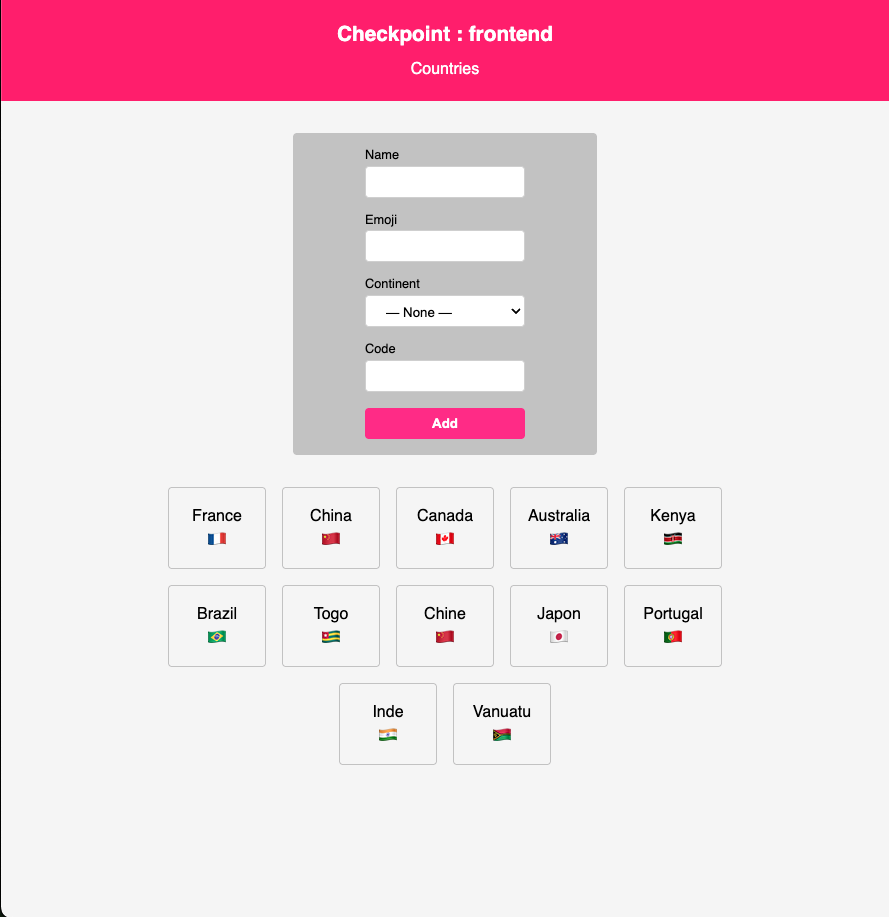 Checkpoint : frontend
Countries
Name
Emoji
Continent
— None —
Code
Add
France China Canada Australia Kenya
🇫🇷 🇨🇳 🇨🇦 🇦🇺 🇰🇪
Brazil Togo Chine Japon Portugal
🇧🇷 🇹🇬 🇨🇳 🇯🇵 🇵🇹
Inde Vanuatu
🇮🇳 🇻🇺